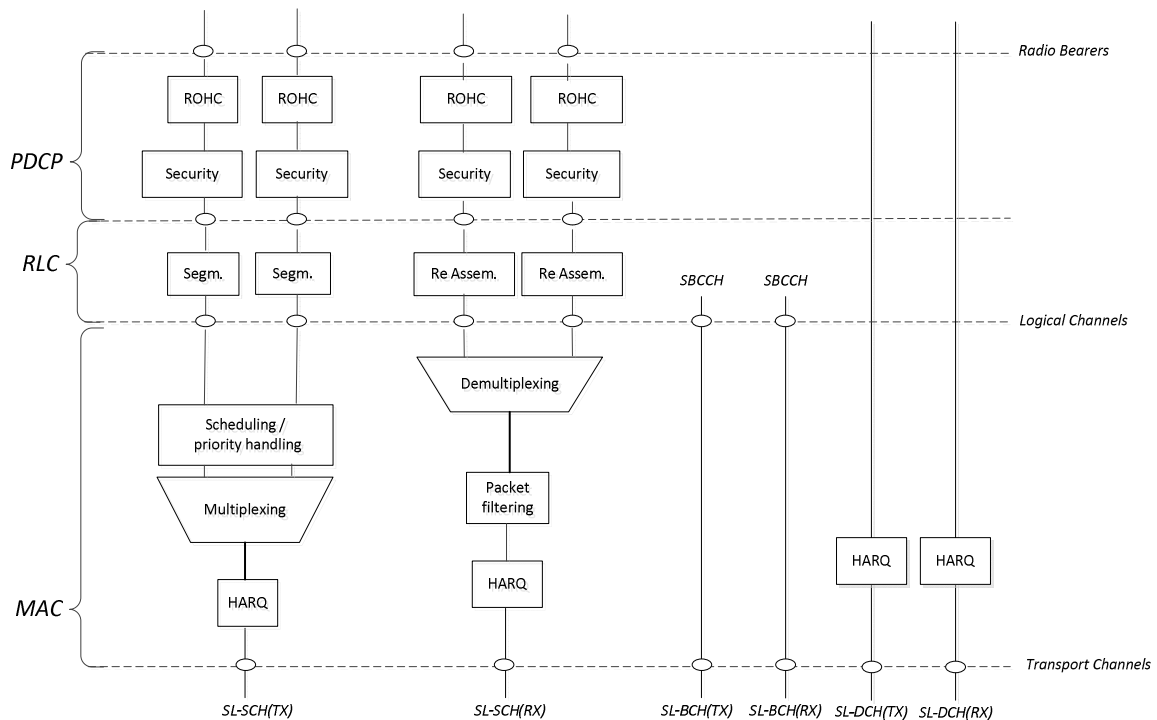 Radio Bearers
ROHC
ROHC
ROHC
ROHC
PDCP
Security
Security
Security
Security
RLC
Segm.
Segm.
Re Assem.
Re Assem.
SBCCH
SBCCH
Logical Channels
Demultiplexing
Scheduling /
priority handling
Packet
filtering
Multiplexing
HARQ
HARQ
HARQ
HARQ
MAC
Transport Channels
SL-SCH(TX)
SL-SCH(RX)
SL-BCH(TX)
SL-BCH(RX)
SL-DCH(TX)
SL-DCH(RX)